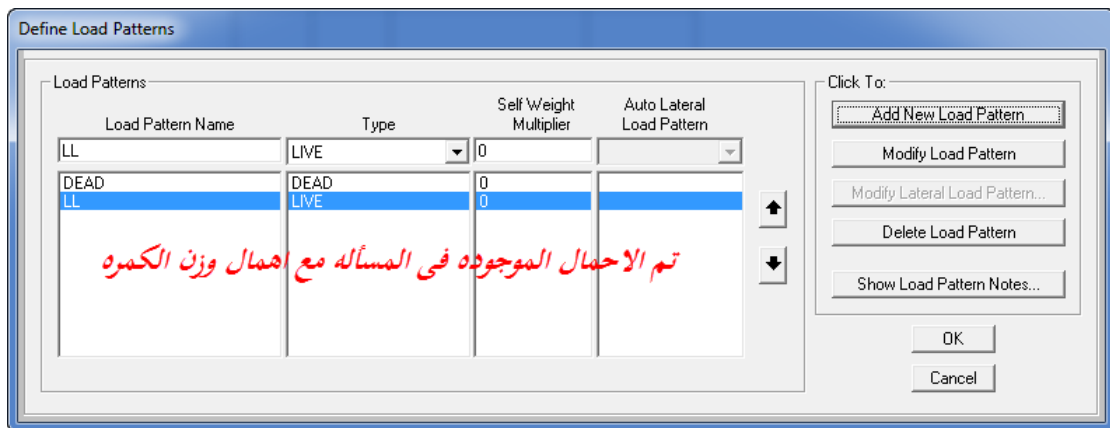 Define Load Patterns
Load Patterns
Click To:
Load Pattern Name Type Self Weight Multiplier Auto Lateral Load Pattern
LL LIVE 0
DEAD DEAD 0
LL LIVE 0
تم الاحمال الموجوده فى المسأله مع اهمال وزن الكمره
Add New Load Pattern
Modify Load Pattern
Modify Lateral Load Pattern...
Delete Load Pattern
Show Load Pattern Notes...
OK
Cancel